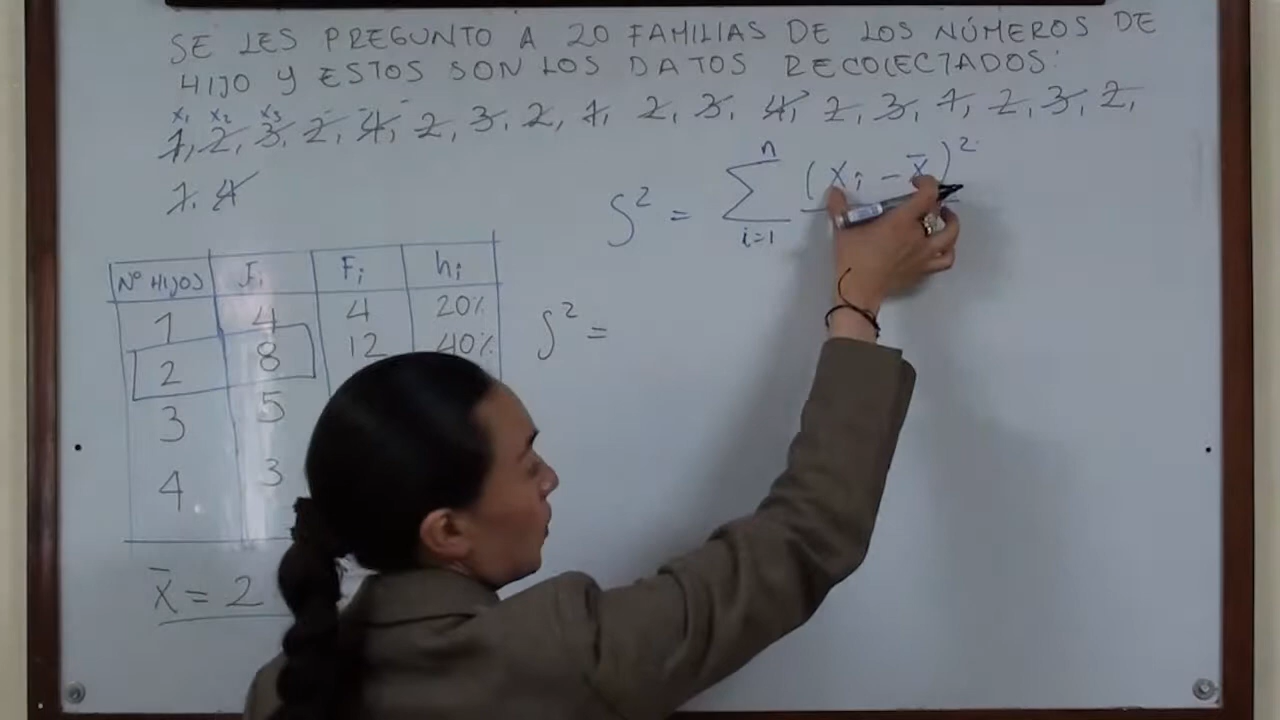 SE LES PREGUNTO A 20 FAMILIAS DE LOS NÚMEROS DE
HIJO Y ESTOS SON LOS DATOS RECOLECTADOS:
x₁ x₂ x₃
1, 2, 3, 2, 4, 2, 3, 2, 1, 2, 3, 4, 2, 3, 1, 2, 3, 2,
1, 4
S² = n Σ i=1 (xᵢ - x̄)²
Nº HIJOS fᵢ Fᵢ hᵢ
1 4 4 20%
2 8 12 40%
3 5
4 3
S² =
x̄ = 2